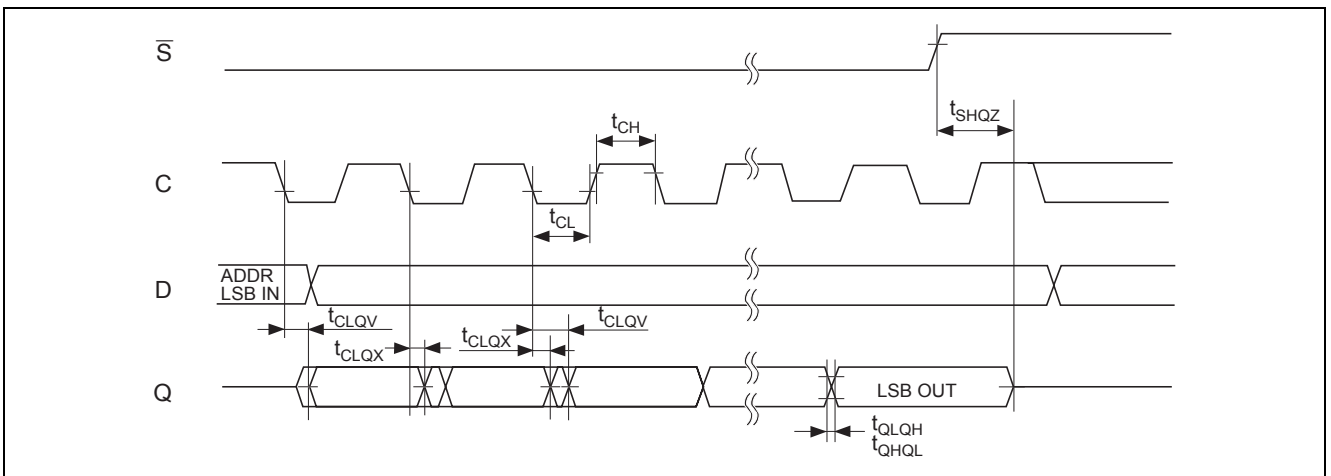 S̅
tSHQZ
tCH
C
tCL
D
ADDR
LSB IN
tCLQV
tCLQX
tCLQX
tCLQV
Q
LSB OUT
tQLQH
tQHQL